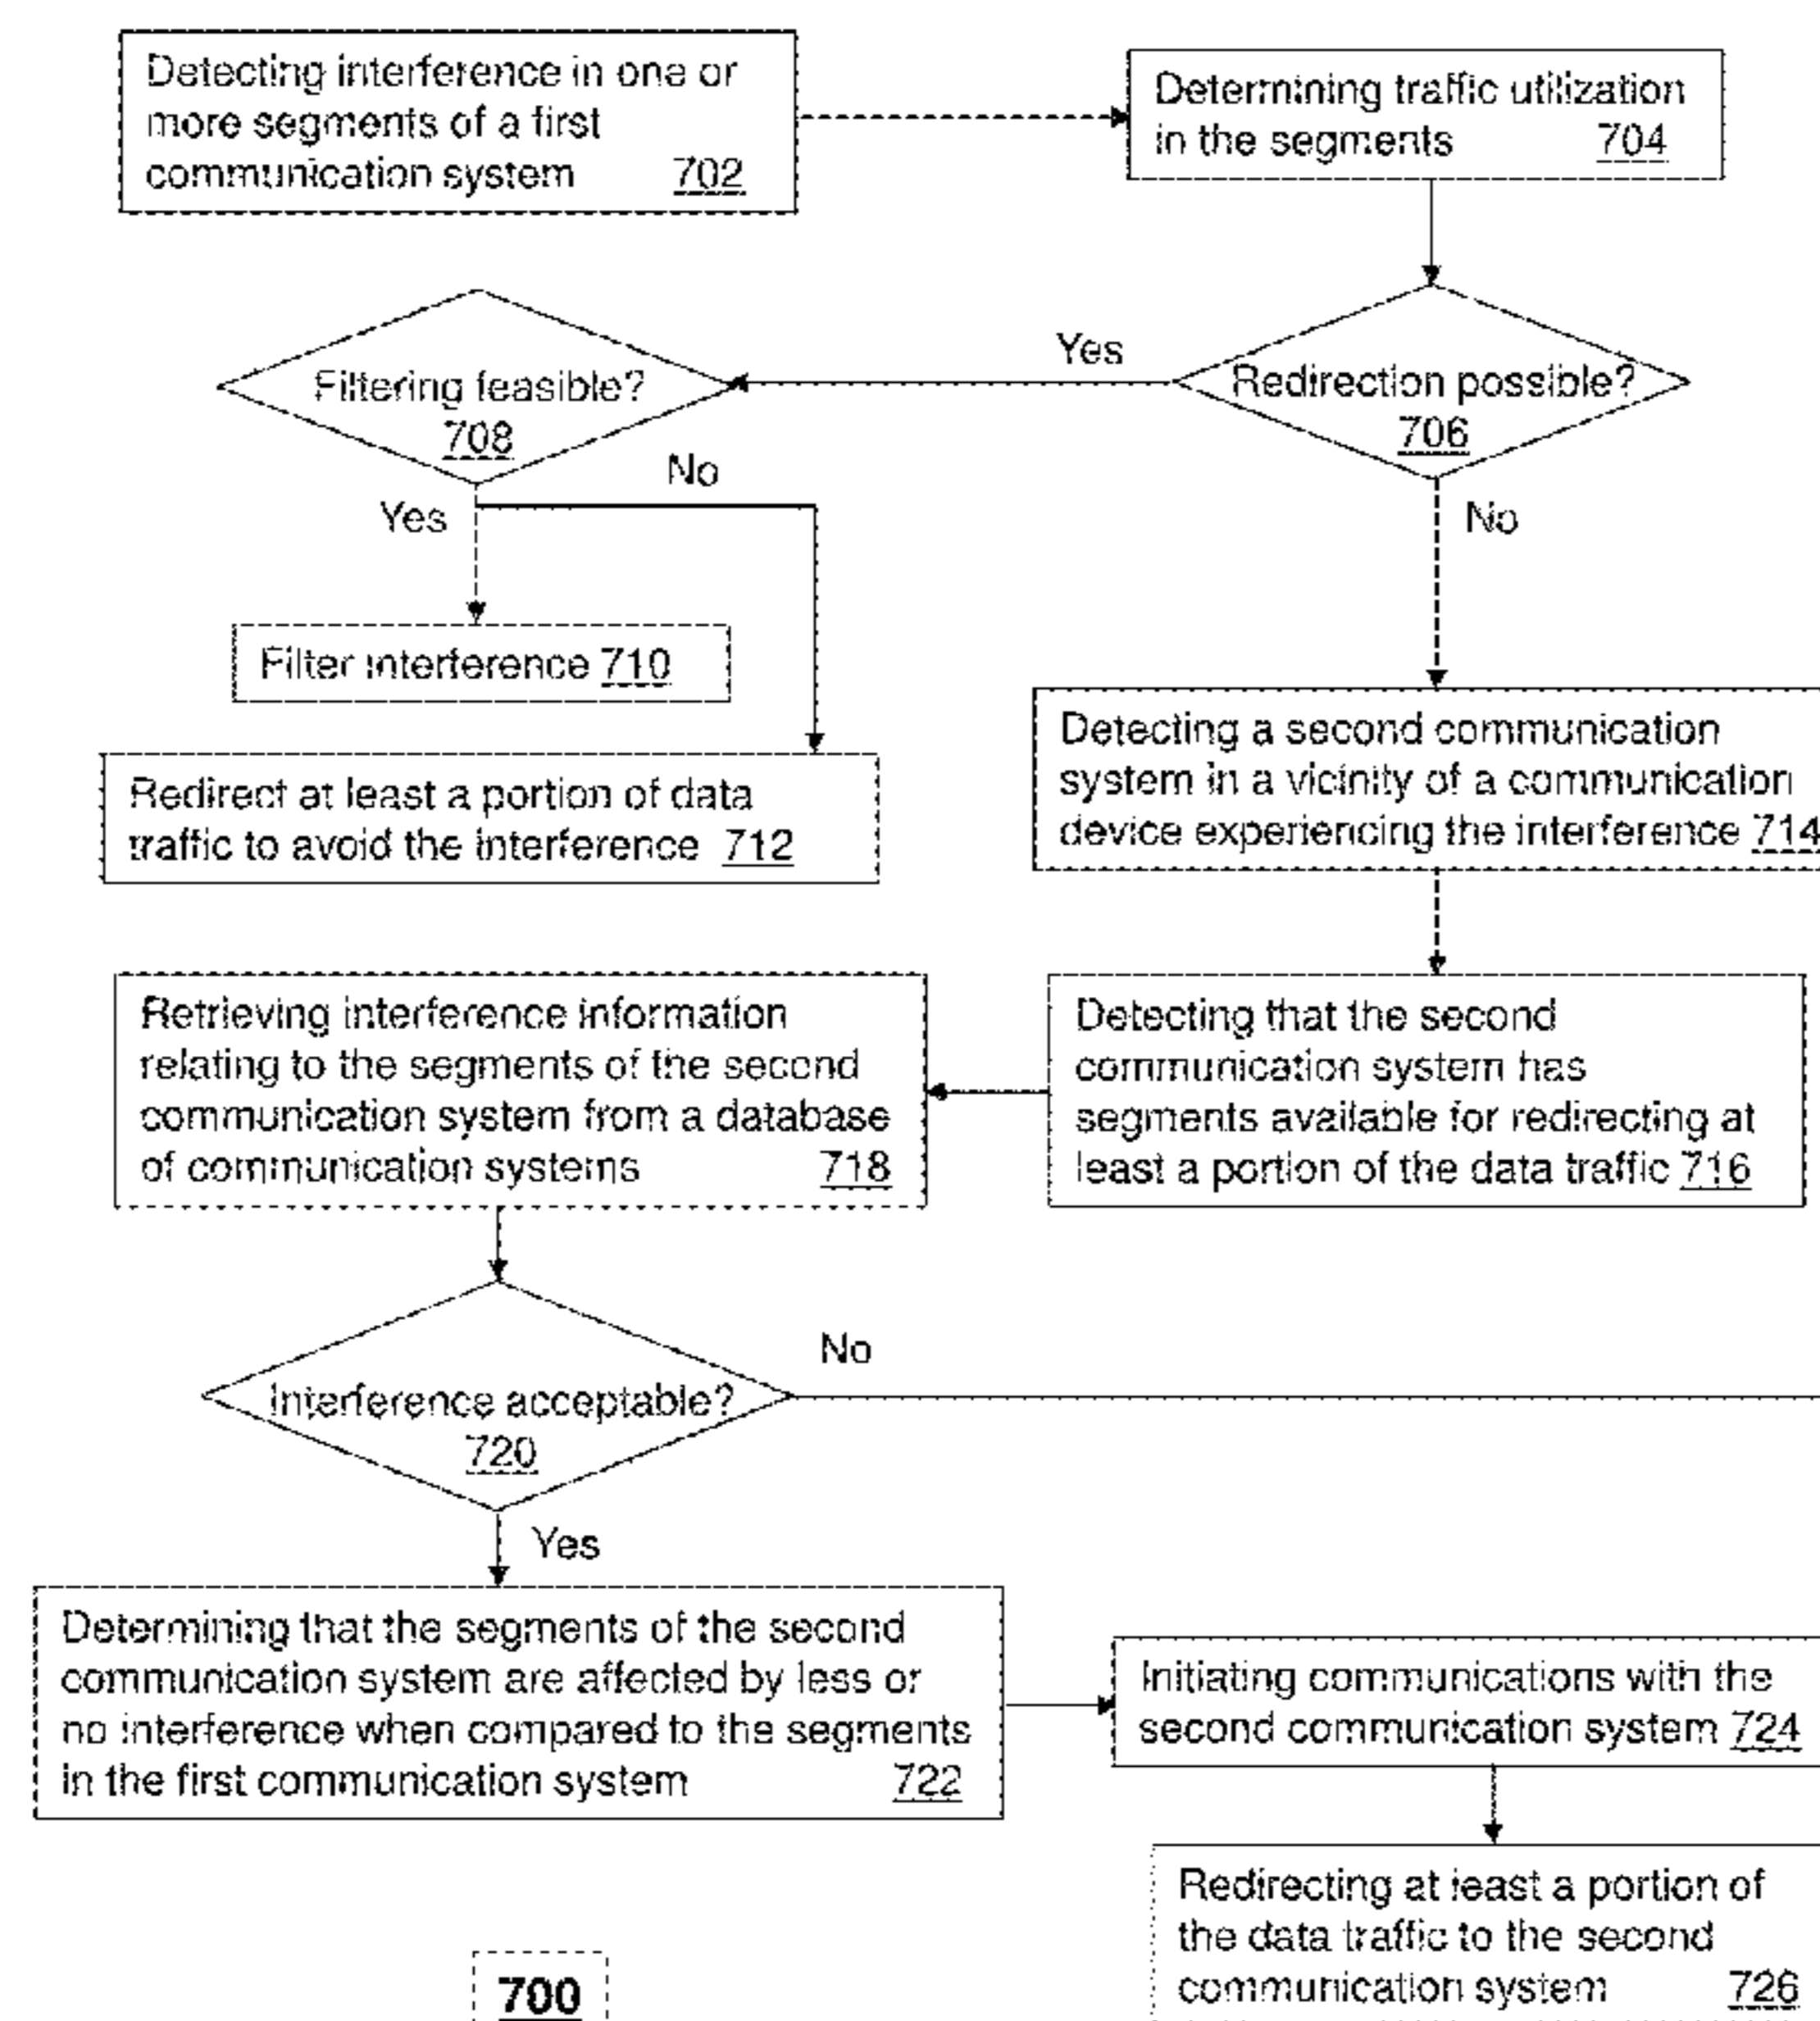 Detecting interference in one or
more segments of a first
communication system 702
Determining traffic utilization
in the segments 704
Redirection possible?
706
Yes
No
Filtering feasible?
708
No
Yes
Filter interference 710
Redirect at least a portion of data
traffic to avoid the interference 712
Detecting a second communication
system in a vicinity of a communication
device experiencing the interference 714
Detecting that the second
communication system has
segments available for redirecting at
least a portion of the data traffic 716
Retrieving interference information
relating to the segments of the second
communication system from a database
of communication systems 718
Interference acceptable?
720
No
Yes
Determining that the segments of the second
communication system are affected by less or
no interference when compared to the segments
in the first communication system 722
Initiating communications with the
second communication system 724
Redirecting at least a portion of
the data traffic to the second
communication system 726
700